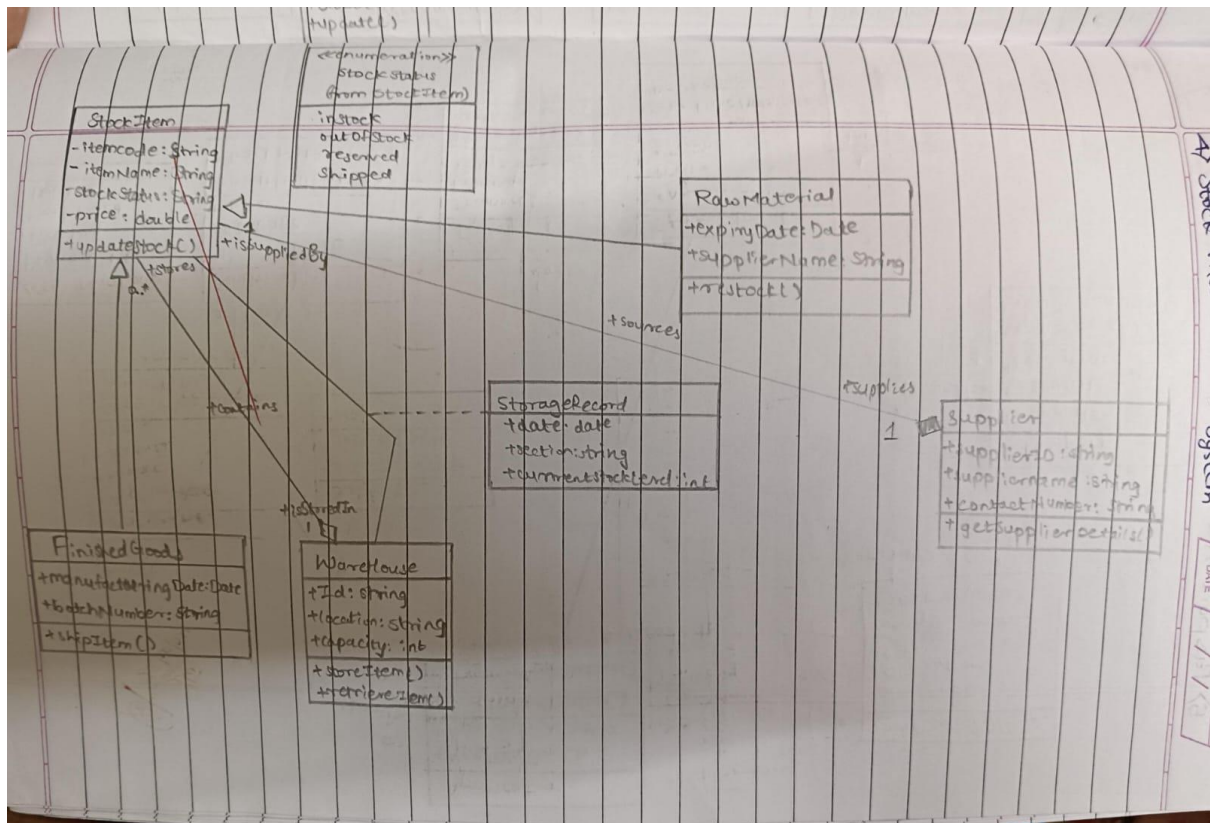 +update()
<<enumeration>>
stockstatus
(from StockItem)
instock
outOfStock
reserved
shipped
StockItem
-itemcode: String
-itemName: String
-stockStatus: String
-price: double
+updatestock()
1
+isSuppliedBy
+stores
RawMaterial
+expiryDate: Date
+supplierName: String
+restock()
+sources
+supplies
1
+contains
StorageRecord
+date: date
+section: string
+currentstocklevel: int
Supplier
+supplierID: string
+suppliername: string
+contactNumber: String
+getSupplierDetails()
+isStoredIn
1
FinishedGoods
+batchNumber: String
+shipItem()
Warehouse
+Id: string
+location: string
+capacity: int
+storeItem()
A) Stock
System
DATE